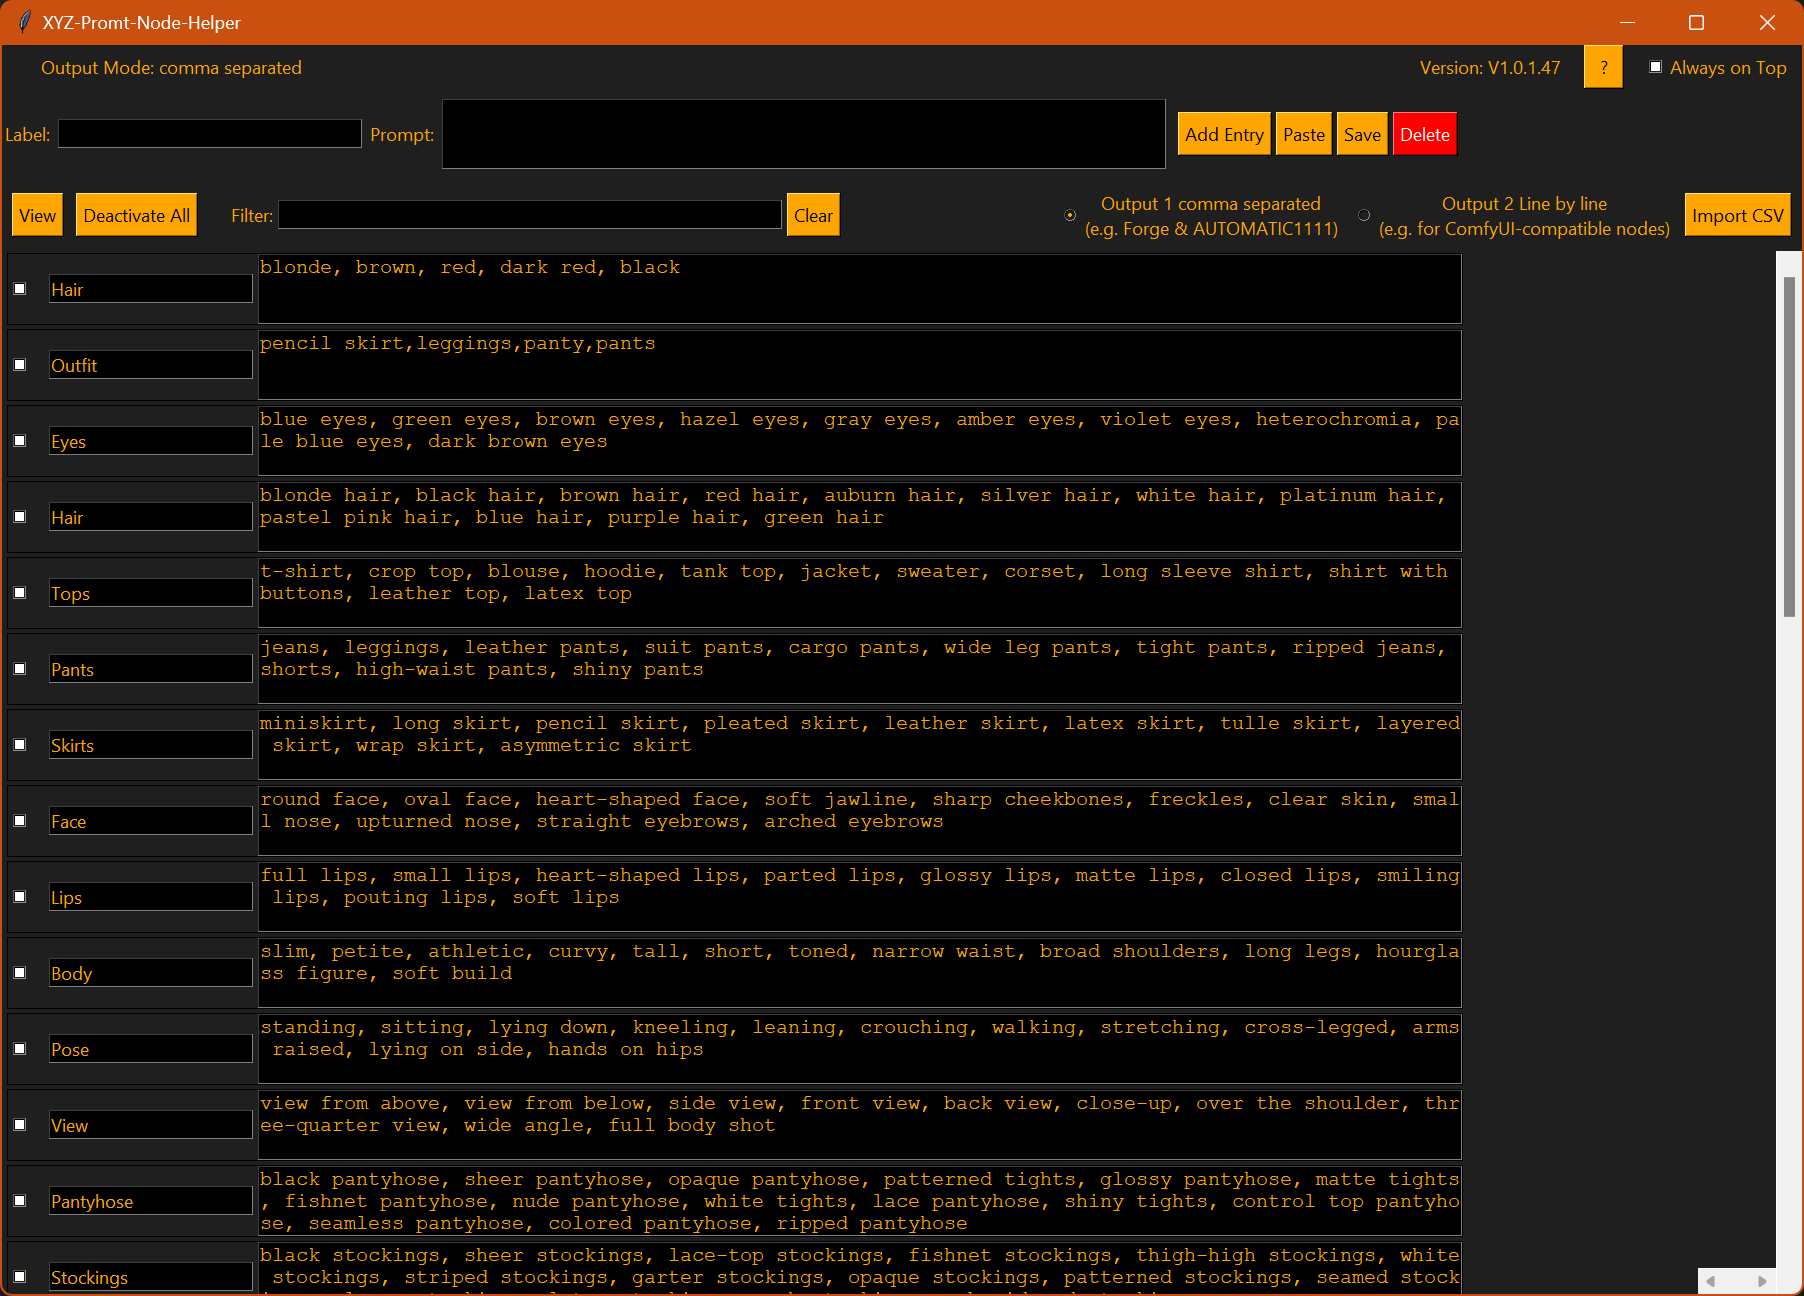 XYZ-Promt-Node-Helper
Output Mode: comma separated
Version: V1.0.1.47
?
Always on Top
Label:
Prompt:
Add Entry
Paste
Save
Delete
View
Deactivate All
Filter:
Clear
Output 1 comma separated
(e.g. Forge & AUTOMATIC1111)
Output 2 Line by line
(e.g. for ComfyUI-compatible nodes)
Import CSV
Hair
blonde, brown, red, dark red, black
Outfit
pencil skirt,leggings,panty,pants
Eyes
blue eyes, green eyes, brown eyes, hazel eyes, gray eyes, amber eyes, violet eyes, heterochromia, pa
le blue eyes, dark brown eyes
Hair
blonde hair, black hair, brown hair, red hair, auburn hair, silver hair, white hair, platinum hair,
pastel pink hair, blue hair, purple hair, green hair
Tops
t-shirt, crop top, blouse, hoodie, tank top, jacket, sweater, corset, long sleeve shirt, shirt with
buttons, leather top, latex top
Pants
jeans, leggings, leather pants, suit pants, cargo pants, wide leg pants, tight pants, ripped jeans,
shorts, high-waist pants, shiny pants
Skirts
miniskirt, long skirt, pencil skirt, pleated skirt, leather skirt, latex skirt, tulle skirt, layered
skirt, wrap skirt, asymmetric skirt
Face
round face, oval face, heart-shaped face, soft jawline, sharp cheekbones, freckles, clear skin, smal
l nose, upturned nose, straight eyebrows, arched eyebrows
Lips
full lips, small lips, heart-shaped lips, parted lips, glossy lips, matte lips, closed lips, smiling
lips, pouting lips, soft lips
Body
slim, petite, athletic, curvy, tall, short, toned, narrow waist, broad shoulders, long legs, hourgla
ss figure, soft build
Pose
standing, sitting, lying down, kneeling, leaning, crouching, walking, stretching, cross-legged, arms
raised, lying on side, hands on hips
View
view from above, view from below, side view, front view, back view, close-up, over the shoulder, thr
ee-quarter view, wide angle, full body shot
Pantyhose
black pantyhose, sheer pantyhose, opaque pantyhose, patterned tights, glossy pantyhose, matte tights
, fishnet pantyhose, nude pantyhose, white tights, lace pantyhose, shiny tights, control top pantyho
se, seamless pantyhose, colored pantyhose, ripped pantyhose
Stockings
black stockings, sheer stockings, lace-top stockings, fishnet stockings, thigh-high stockings, white
stockings, striped stockings, garter stockings, opaque stockings, patterned stockings, seamed stock